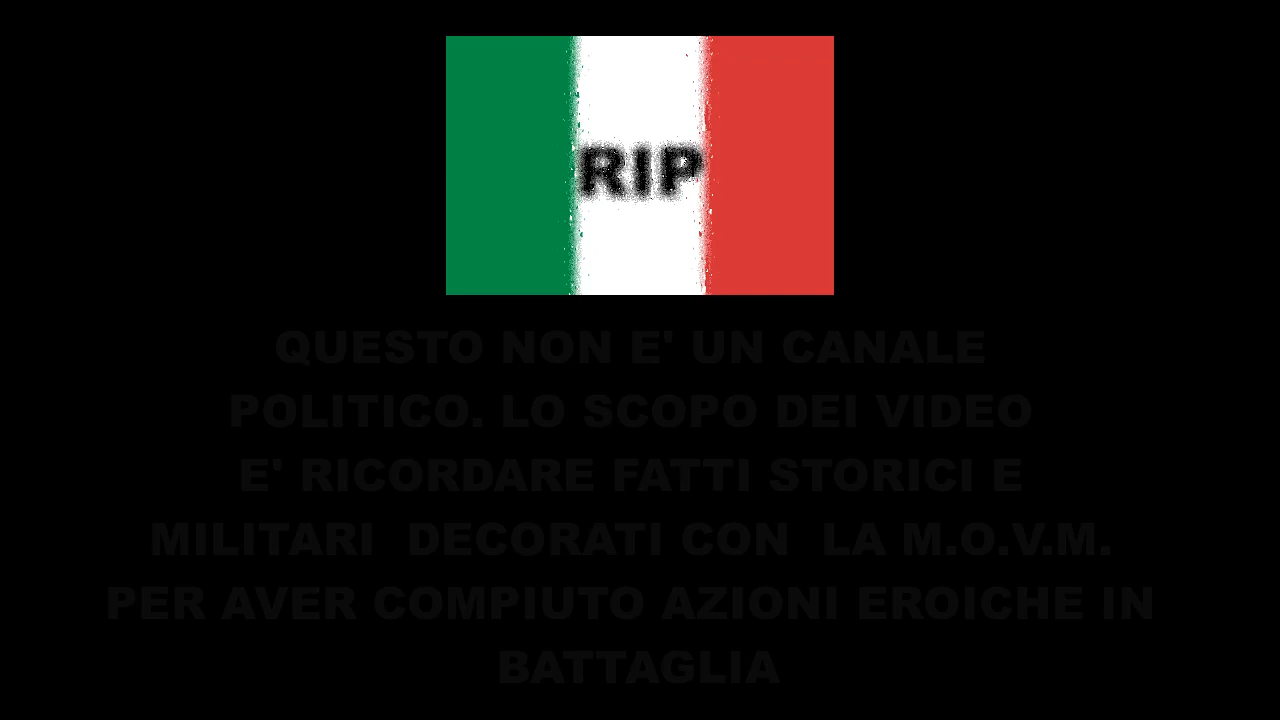 RIP
QUESTO NON E' UN CANALE
POLITICO. LO SCOPO DEI VIDEO
E' RICORDARE FATTI STORICI E
MILITARI DECORATI CON LA M.O.V.M.
PER AVER COMPIUTO AZIONI EROICHE IN
BATTAGLIA